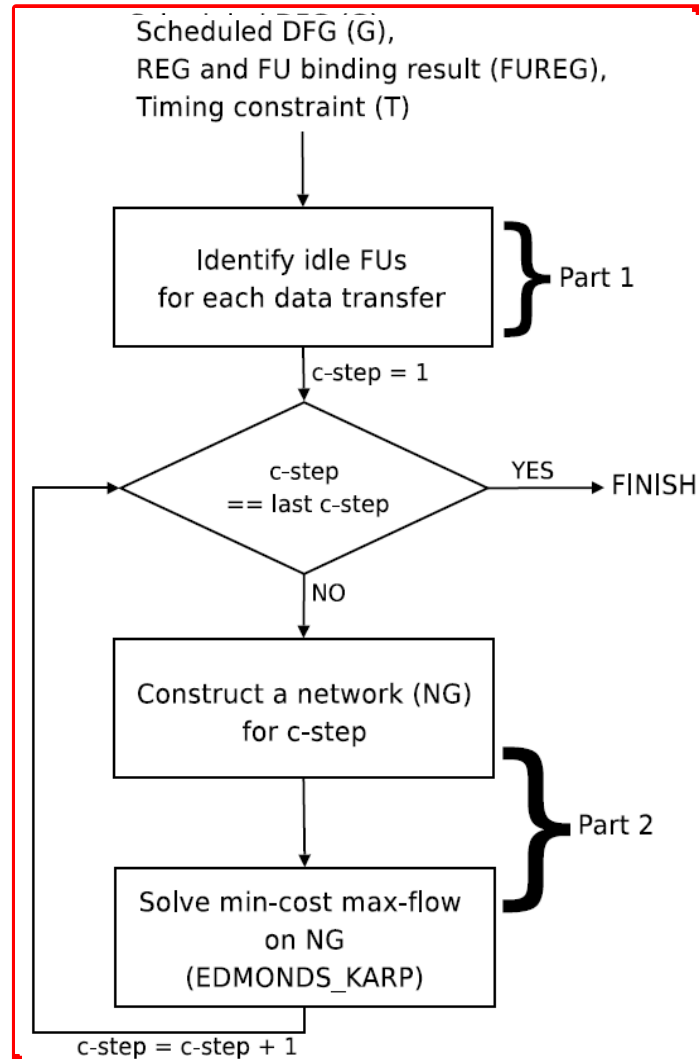 Scheduled DFG (G),
REG and FU binding result (FUREG),
Timing constraint (T)
Identify idle FUs
for each data transfer
Part 1
c-step = 1
c-step
== last c-step
YES
FINISH
NO
Construct a network (NG)
for c-step
Part 2
Solve min-cost max-flow
on NG
(EDMONDS_KARP)
c-step = c-step + 1